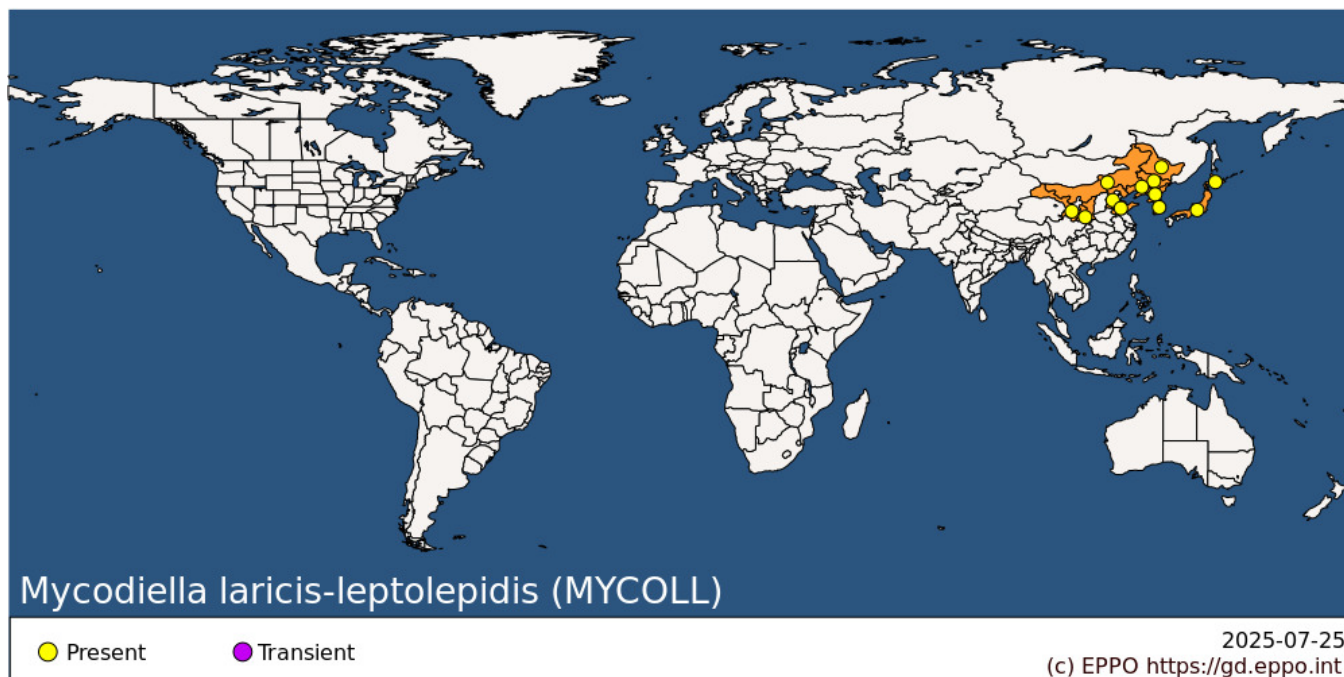 Mycodiella laricis-leptolepidis (MYCOLL)
Present
Transient
2025-07-25
(c) EPPO https://gd.eppo.int